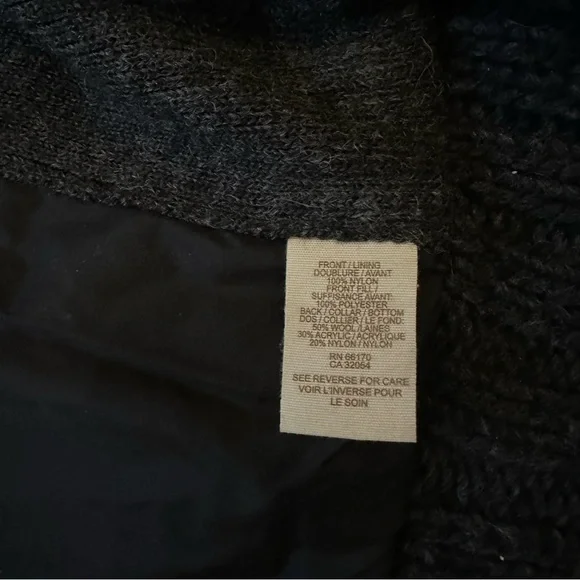 FRONT / LINING
DOUBLURE / AVANT
100% NYLON
FRONT FILL /
SUFFISANCE AVANT:
100% POLYESTER
BACK / COLLAR / BOTTOM
DOS / COLLIER / LE FOND:
50% WOOL / LAINES
30% ACRYLIC / ACRYLIQUE
20% NYLON / NYLON
RN 66170
CA 32054
SEE REVERSE FOR CARE
VOIR L'INVERSE POUR
LE SOIN